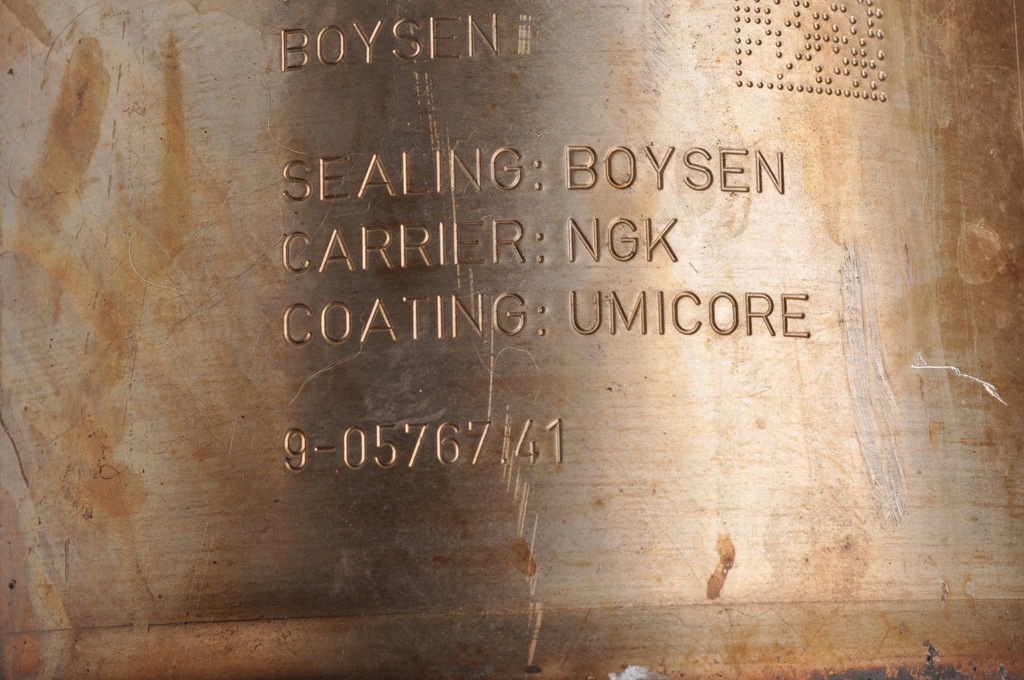 BOYSEN
SEALING: BOYSEN
CARRIER: NGK
COATING: UMICORE
9-05767/41